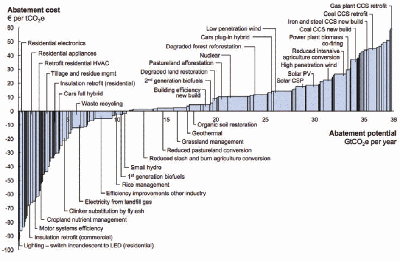 Abatement cost
€ per tCO2e
Gas plant CCS retrofit
Coal CCS retrofit
Iron and steel CCS new build
Coal CCS new build
Power plant biomass
co-firing
Reduced intensive
agriculture conversion
High penetration wind
Solar PV
Solar CSP
Low penetration wind
Cars plug-in hybrid
Degraded forest reforestation
Nuclear
Pastureland afforestation
Degraded land restoration
2nd generation biofuels
Building efficiency
new build
Residential electronics
Residential appliances
Retrofit residential HVAC
Tillage and residue mgmt
Insulation retrofit (residential)
Cars full hybrid
Waste recycling
60
50
40
30
20
10
0
-10
-20
-30
-40
-50
-60
-70
-80
-90
-100
5
10
15
20
25
30
35
38
Abatement potential
GtCO2e per year
Organic soil restoration
Geothermal
Grassland management
Reduced pastureland conversion
Reduced slash and burn agriculture conversion
Small hydro
1st generation biofuels
Rice management
Efficiency improvements other industry
Electricity from landfill gas
Clinker substitution by fly ash
Cropland nutrient management
Motor systems efficiency
Insulation retrofit (commercial)
Lighting – switch incandescent to LED (residential)